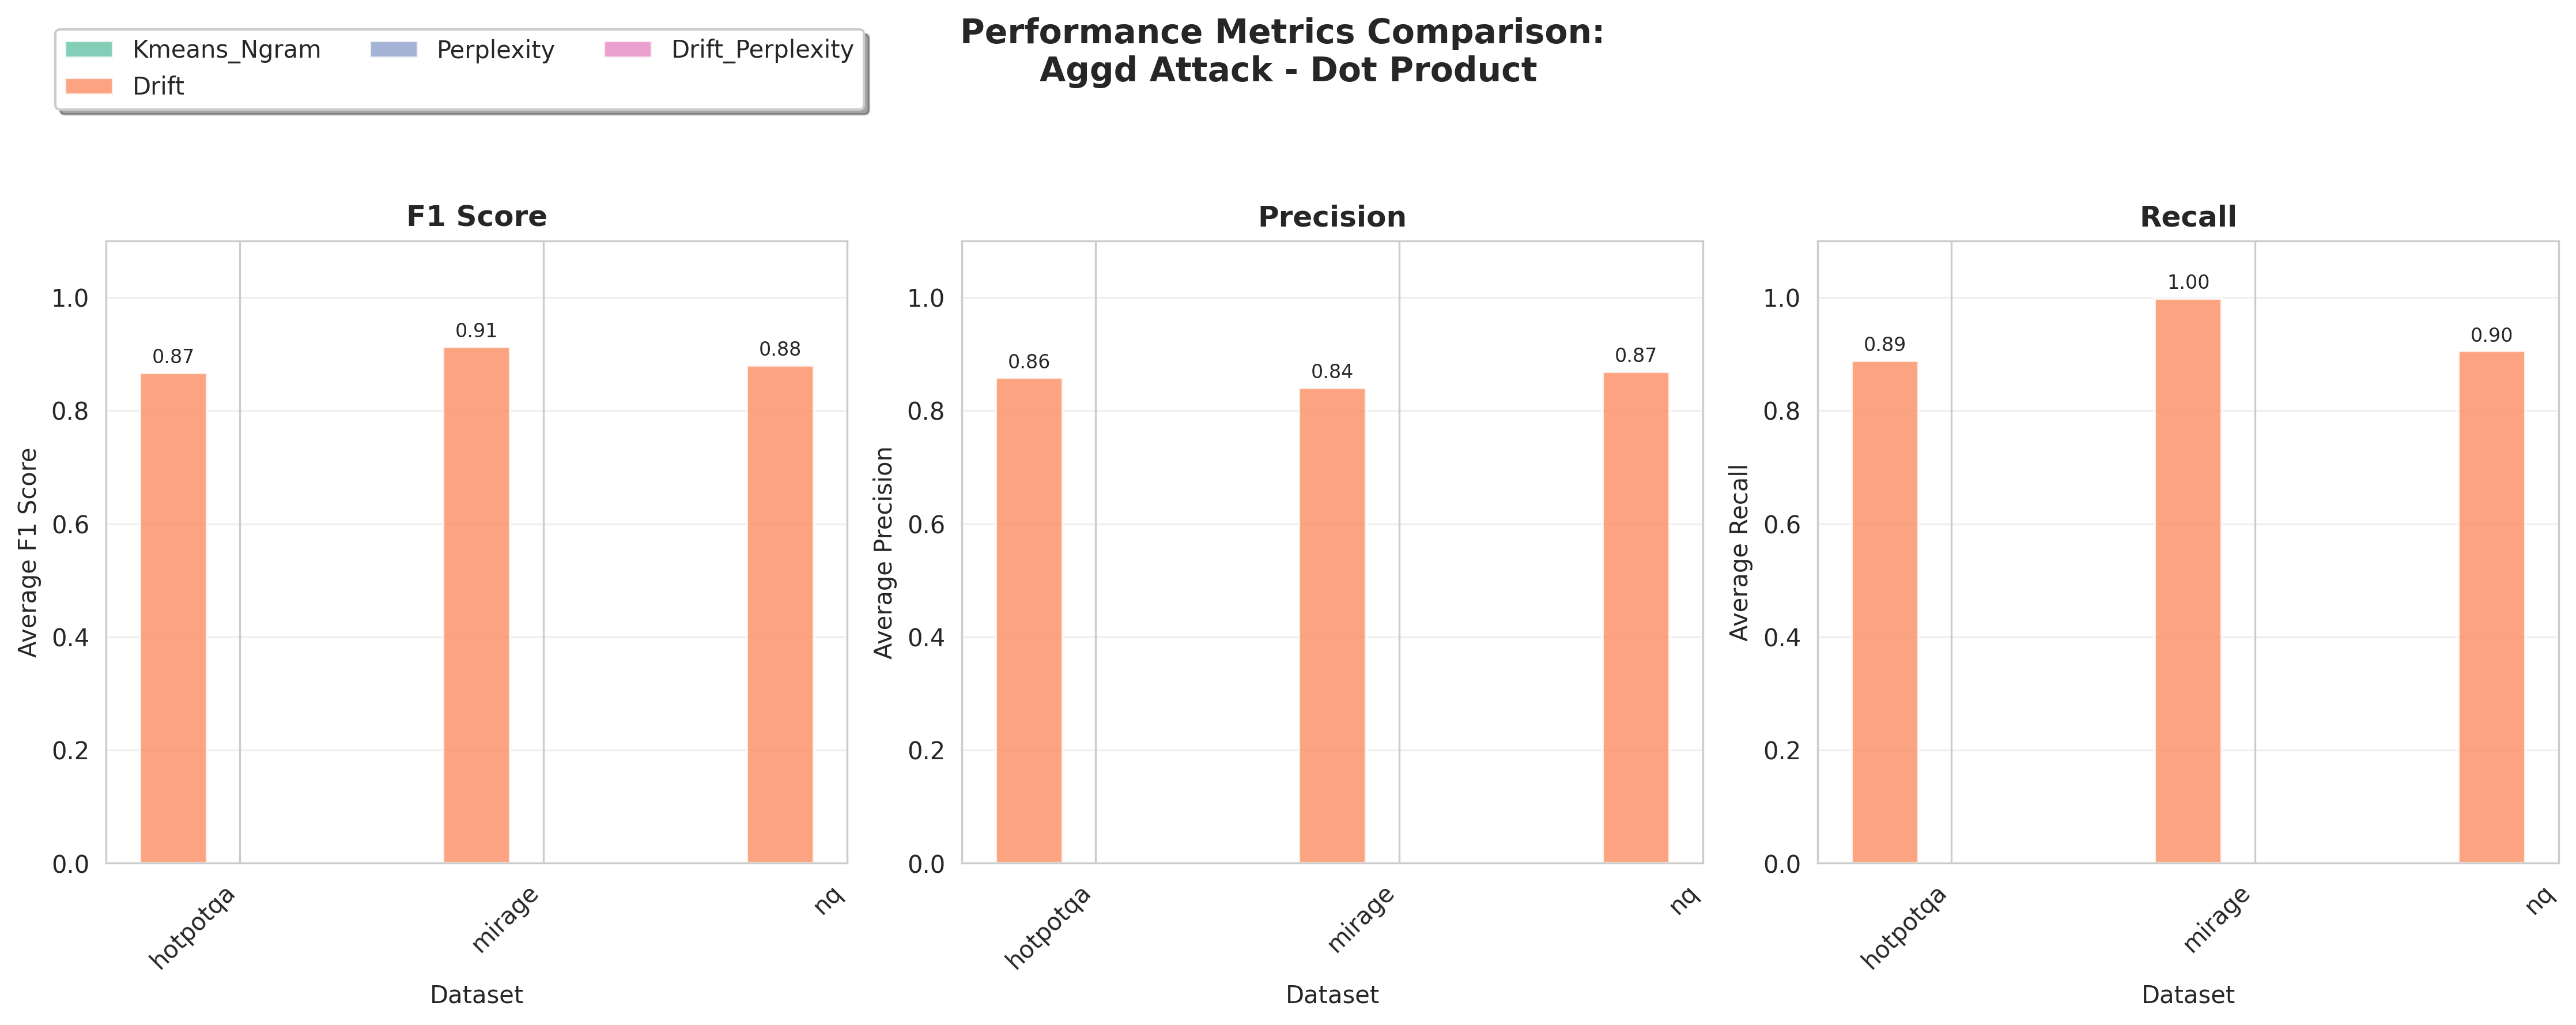 Performance Metrics Comparison:
Aggd Attack - Dot Product
Kmeans_Ngram
Drift
Perplexity
Drift_Perplexity
F1 Score
Average F1 Score
1.0
0.8
0.6
0.4
0.2
0.0
0.87
0.91
0.88
hotpotqa
mirage
nq
Dataset
Precision
Average Precision
1.0
0.8
0.6
0.4
0.2
0.0
0.86
0.84
0.87
hotpotqa
mirage
nq
Dataset
Recall
Average Recall
1.0
0.8
0.6
0.4
0.2
0.0
0.89
1.00
0.90
hotpotqa
mirage
nq
Dataset